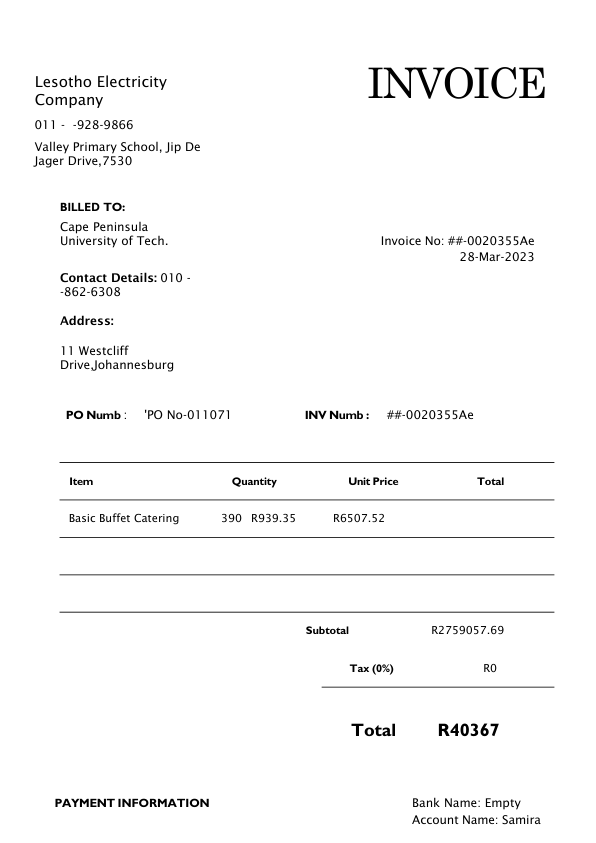 Lesotho Electricity
Company
INVOICE
011 -  -928-9866
Valley Primary School, Jip De
Jager Drive,7530
BILLED TO:
Cape Peninsula
University of Tech.
Invoice No: ##-0020355Ae
28-Mar-2023
Contact Details: 010 -
-862-6308
Address:
11 Westcliff
Drive,Johannesburg
PO Numb : 'PO No-011071 INV Numb : ##-0020355Ae
Item Quantity Unit Price Total
Basic Buffet Catering 390 R939.35 R6507.52
Subtotal R2759057.69
Tax (0%) R0
Total R40367
PAYMENT INFORMATION
Bank Name: Empty
Account Name: Samira